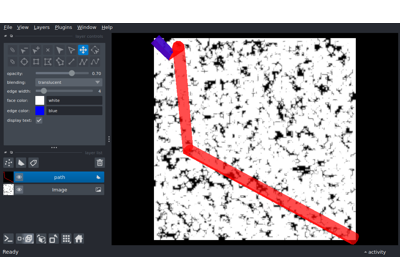 File View Layers Plugins Window Help
opacity: 0.70
blending: translucent
edge width:
face color: white
edge color: blue
display text:
path
Image
Ready
activity